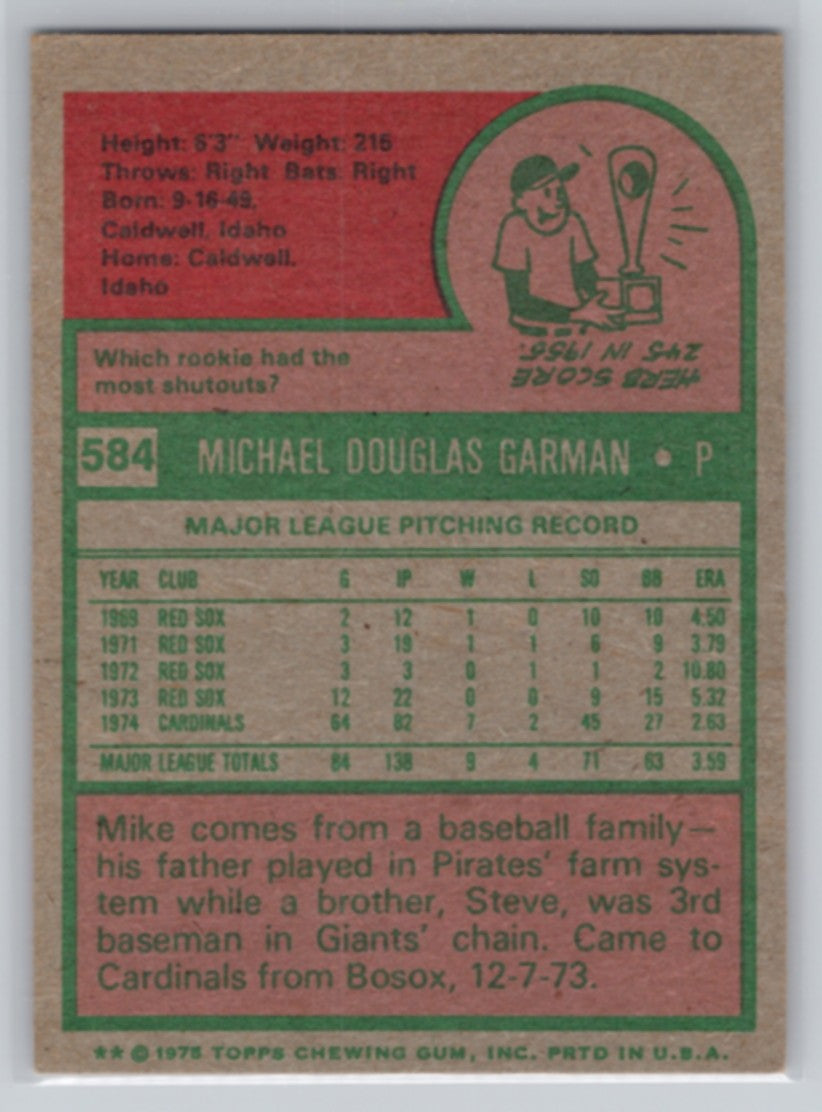 Height: 6'3" Weight: 215
Throws: Right Bats: Right
Born: 9-16-49,
Caldwell, Idaho
Home: Caldwell,
Idaho
Which rookie had the
most shutouts?
HERB SCORE
245 IN 1955.
584 MICHAEL DOUGLAS GARMAN • P
MAJOR LEAGUE PITCHING RECORD
YEAR CLUB G IP W L SO BB ERA
1969 RED SOX 2 12 1 0 10 10 4.50
1971 RED SOX 3 19 1 1 6 9 3.79
1972 RED SOX 3 3 0 1 1 2 10.80
1973 RED SOX 12 22 0 0 9 15 5.32
1974 CARDINALS 64 82 7 2 45 27 2.63
MAJOR LEAGUE TOTALS 84 138 9 4 71 63 3.59
Mike comes from a baseball family—
his father played in Pirates' farm sys-
tem while a brother, Steve, was 3rd
baseman in Giants' chain. Came to
Cardinals from Bosox, 12-7-73.
★★ © 1975 TOPPS CHEWING GUM, INC. PRTD IN U.S.A.